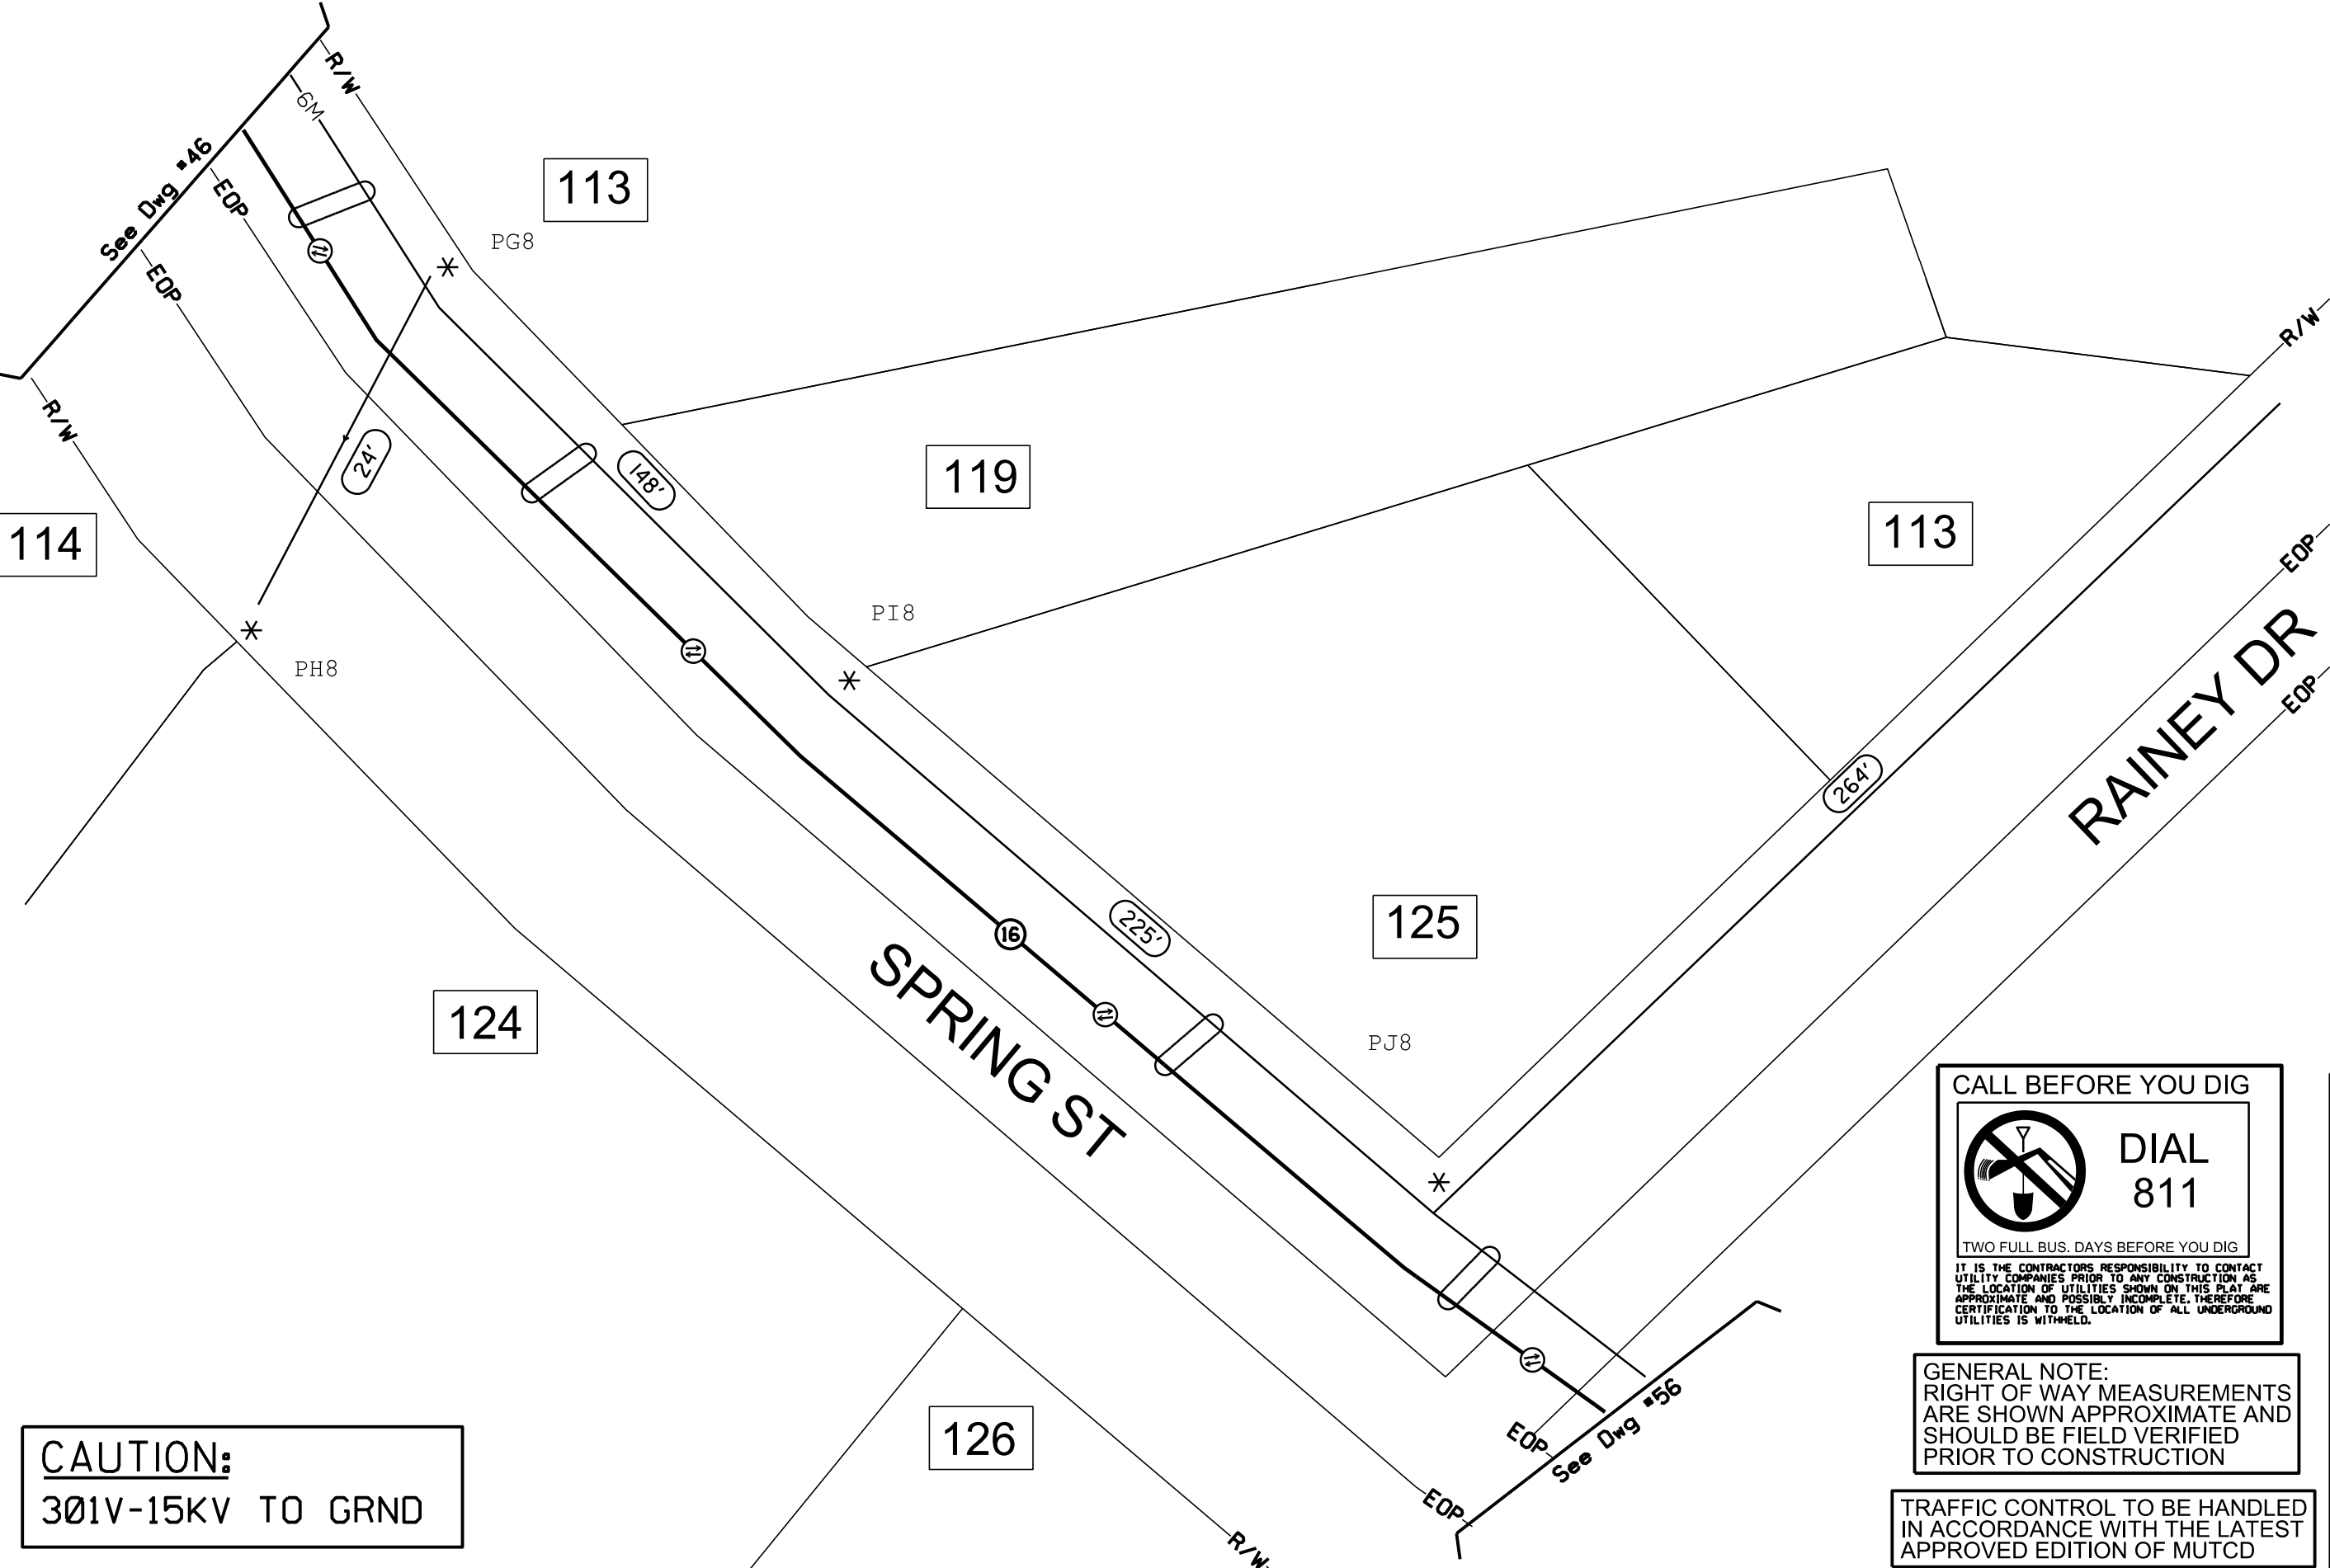 R/W
6M
See Dwg #46
EOP
EOP
R/W
113
PG8
24'
148'
119
114
113
R/W
EOP
EOP
RAINEY DR
PI8
PH8
264'
16
225'
125
SPRING ST
124
PJ8
126
EOP
See Dwg #56
EOP
R/W
CAUTION:
301V-15KV TO GRND
CALL BEFORE YOU DIG
DIAL
811
TWO FULL BUS. DAYS BEFORE YOU DIG
IT IS THE CONTRACTORS RESPONSIBILITY TO CONTACT
UTILITY COMPANIES PRIOR TO ANY CONSTRUCTION AS
THE LOCATION OF UTILITIES SHOWN ON THIS PLAT ARE
APPROXIMATE AND POSSIBLY INCOMPLETE. THEREFORE
CERTIFICATION TO THE LOCATION OF ALL UNDERGROUND
UTILITIES IS WITHHELD.
GENERAL NOTE:
RIGHT OF WAY MEASUREMENTS
ARE SHOWN APPROXIMATE AND
SHOULD BE FIELD VERIFIED
PRIOR TO CONSTRUCTION
TRAFFIC CONTROL TO BE HANDLED
IN ACCORDANCE WITH THE LATEST
APPROVED EDITION OF MUTCD